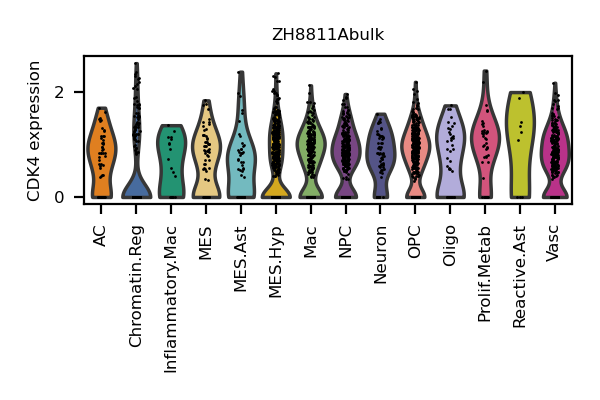 ZH8811Abulk
CDK4 expression
2
0
AC
Chromatin.Reg
Inflammatory.Mac
MES
MES.Ast
MES.Hyp
Mac
NPC
Neuron
OPC
Oligo
Prolif.Metab
Reactive.Ast
Vasc